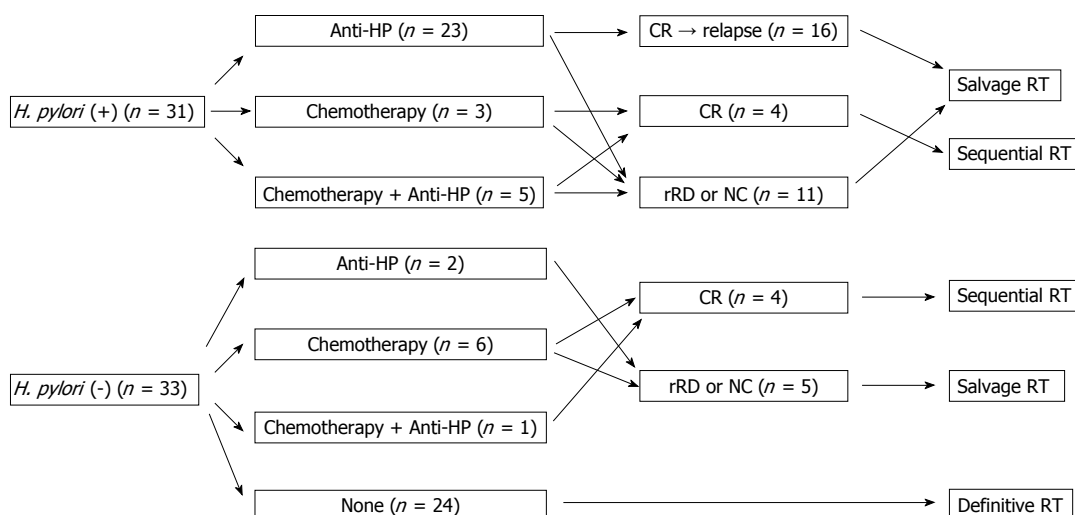 Anti-HP (n = 23)
CR → relapse (n = 16)
Salvage RT
H. pylori (+) (n = 31)
Chemotherapy (n = 3)
CR (n = 4)
Sequential RT
Chemotherapy + Anti-HP (n = 5)
rRD or NC (n = 11)
Anti-HP (n = 2)
CR (n = 4)
Sequential RT
Chemotherapy (n = 6)
H. pylori (-) (n = 33)
rRD or NC (n = 5)
Salvage RT
Chemotherapy + Anti-HP (n = 1)
None (n = 24)
Definitive RT